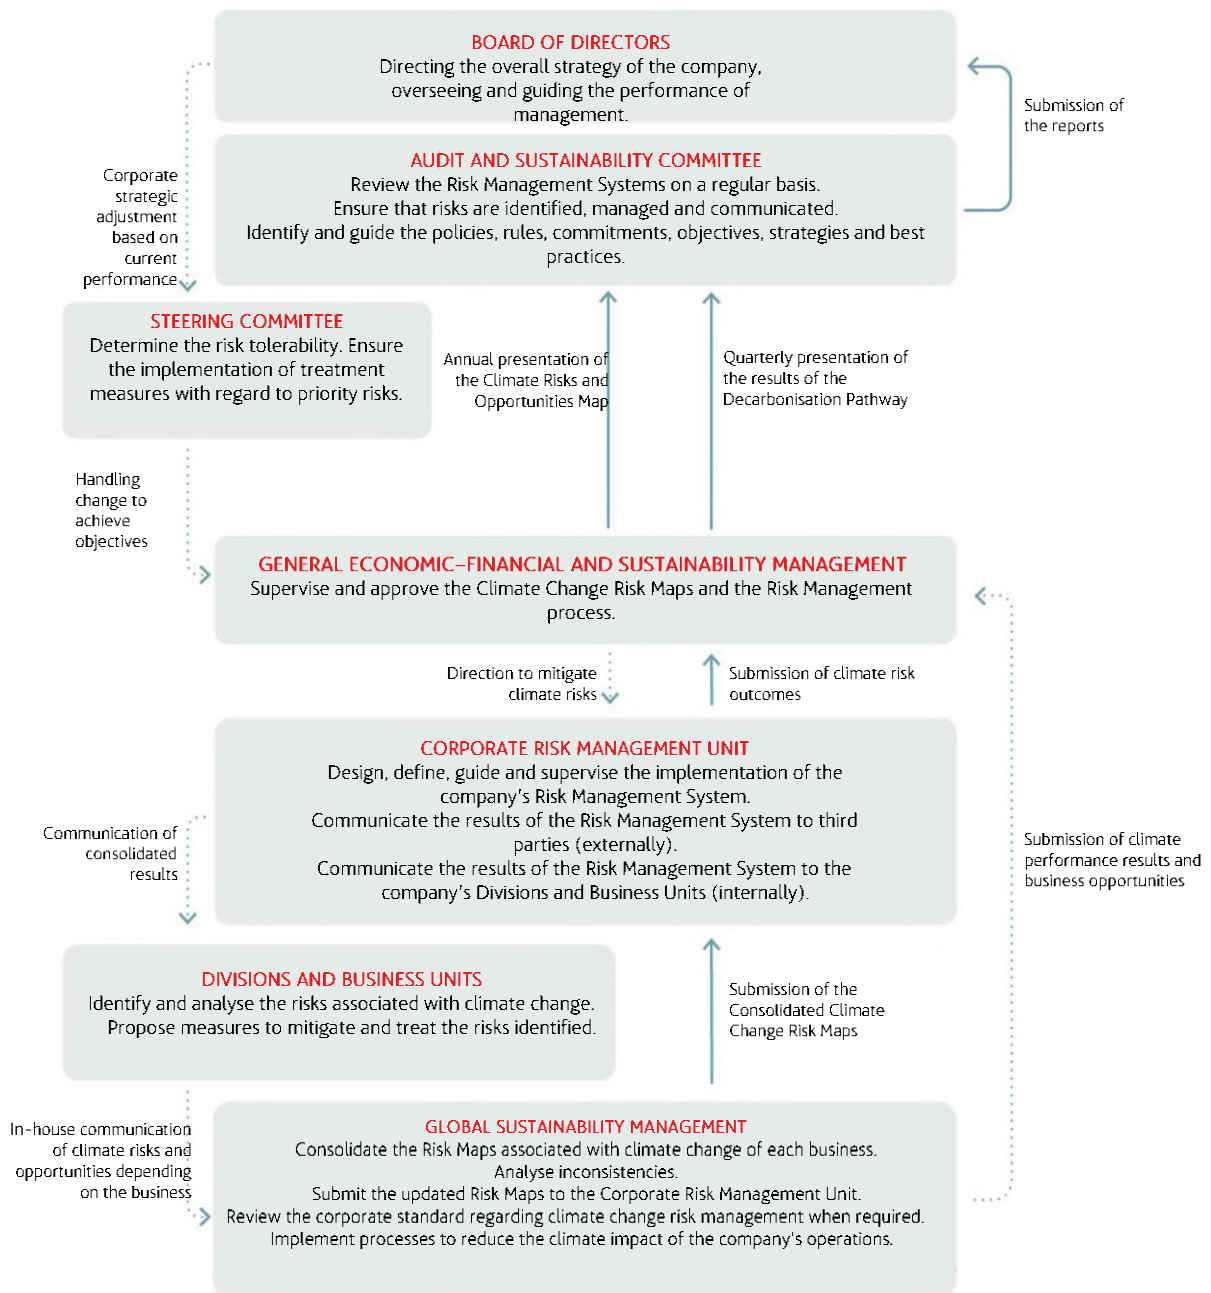 BOARD OF DIRECTORS
Directing the overall strategy of the company,
overseeing and guiding the performance of
management.
Submission of
the reports
AUDIT AND SUSTAINABILITY COMMITTEE
Review the Risk Management Systems on a regular basis.
Ensure that risks are identified, managed and communicated.
Identify and guide the policies, rules, commitments, objectives, strategies and best
practices.
Corporate
strategic
adjustment
based on
current
performance
STEERING COMMITTEE
Determine the risk tolerability. Ensure
the implementation of treatment
measures with regard to priority risks.
Annual presentation of
the Climate Risks and
Opportunities Map
Quarterly presentation of
the results of the
Decarbonisation Pathway
Handling
change to
achieve
objectives
GENERAL ECONOMIC–FINANCIAL AND SUSTAINABILITY MANAGEMENT
Supervise and approve the Climate Change Risk Maps and the Risk Management
process.
Direction to mitigate
climate risks
Submission of climate risk
outcomes
CORPORATE RISK MANAGEMENT UNIT
Design, define, guide and supervise the implementation of the
company's Risk Management System.
Communicate the results of the Risk Management System to third
parties (externally).
Communicate the results of the Risk Management System to the
company's Divisions and Business Units (internally).
Communication of
consolidated
results
Submission of climate
performance results and
business opportunities
DIVISIONS AND BUSINESS UNITS
Identify and analyse the risks associated with climate change.
Propose measures to mitigate and treat the risks identified.
Submission of the
Consolidated Climate
Change Risk Maps
In-house communication
of climate risks and
opportunities depending
on the business
GLOBAL SUSTAINABILITY MANAGEMENT
Consolidate the Risk Maps associated with climate change of each business.
Analyse inconsistencies.
Submit the updated Risk Maps to the Corporate Risk Management Unit.
Review the corporate standard regarding climate change risk management when required.
Implement processes to reduce the climate impact of the company's operations.